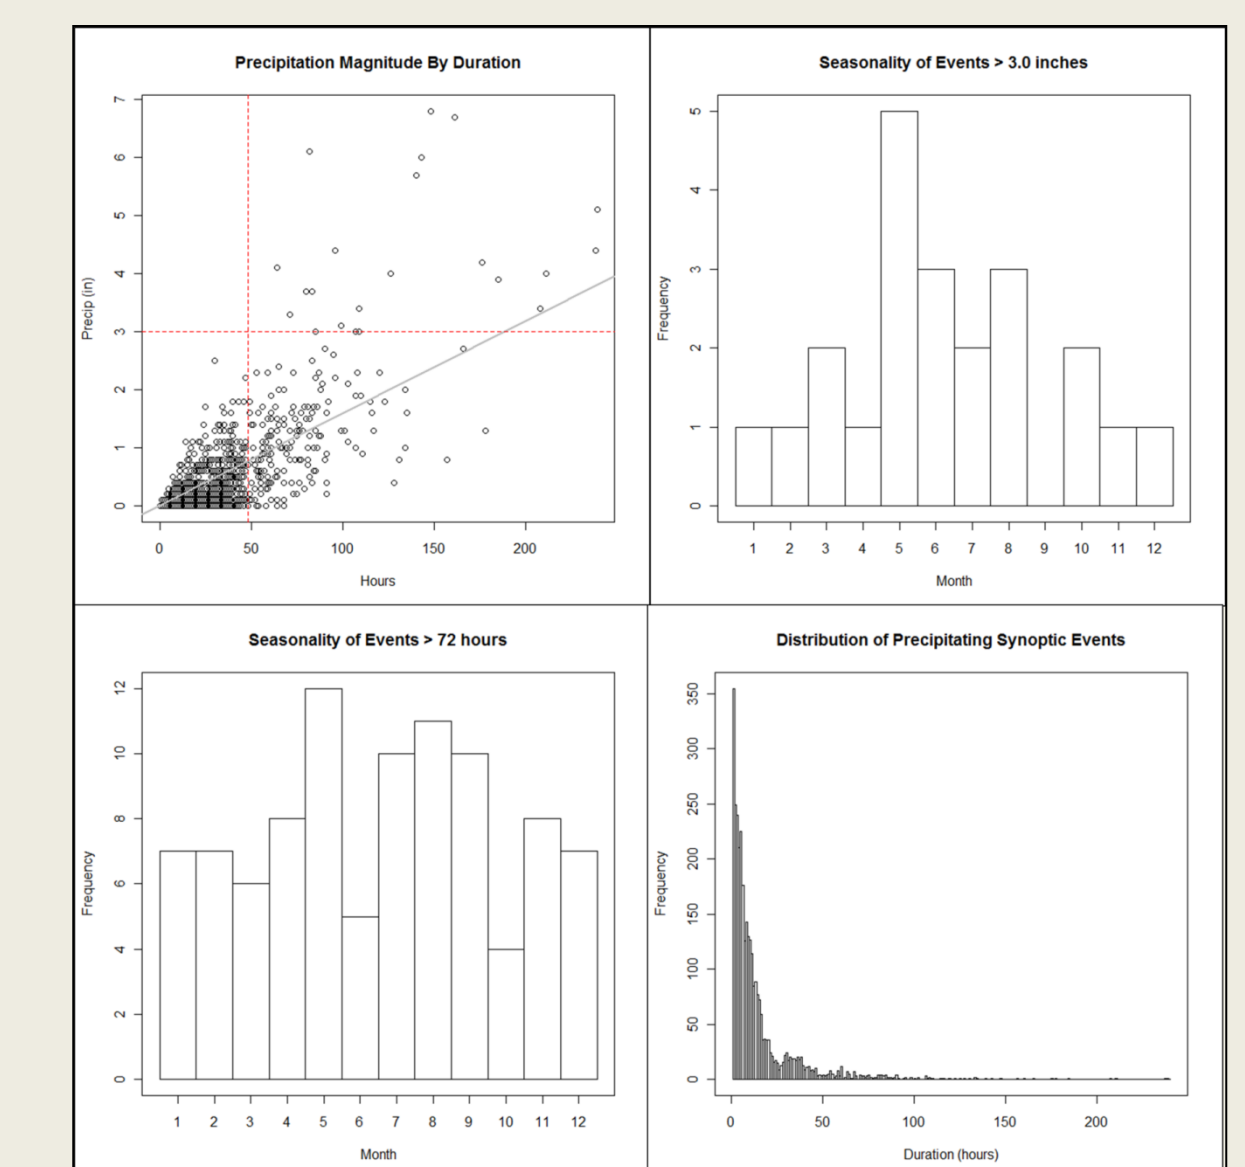 Precipitation Magnitude By Duration
7
6
5
4
3
2
1
0
Precip (in)
0 50 100 150 200
Hours
Seasonality of Events > 3.0 inches
5
4
3
2
1
0
Frequency
1 2 3 4 5 6 7 8 9 10 11 12
Month
Seasonality of Events > 72 hours
12
10
8
6
4
2
0
Frequency
1 2 3 4 5 6 7 8 9 10 11 12
Month
Distribution of Precipitating Synoptic Events
350
300
250
200
150
100
50
0
Frequency
0 50 100 150 200
Duration (hours)